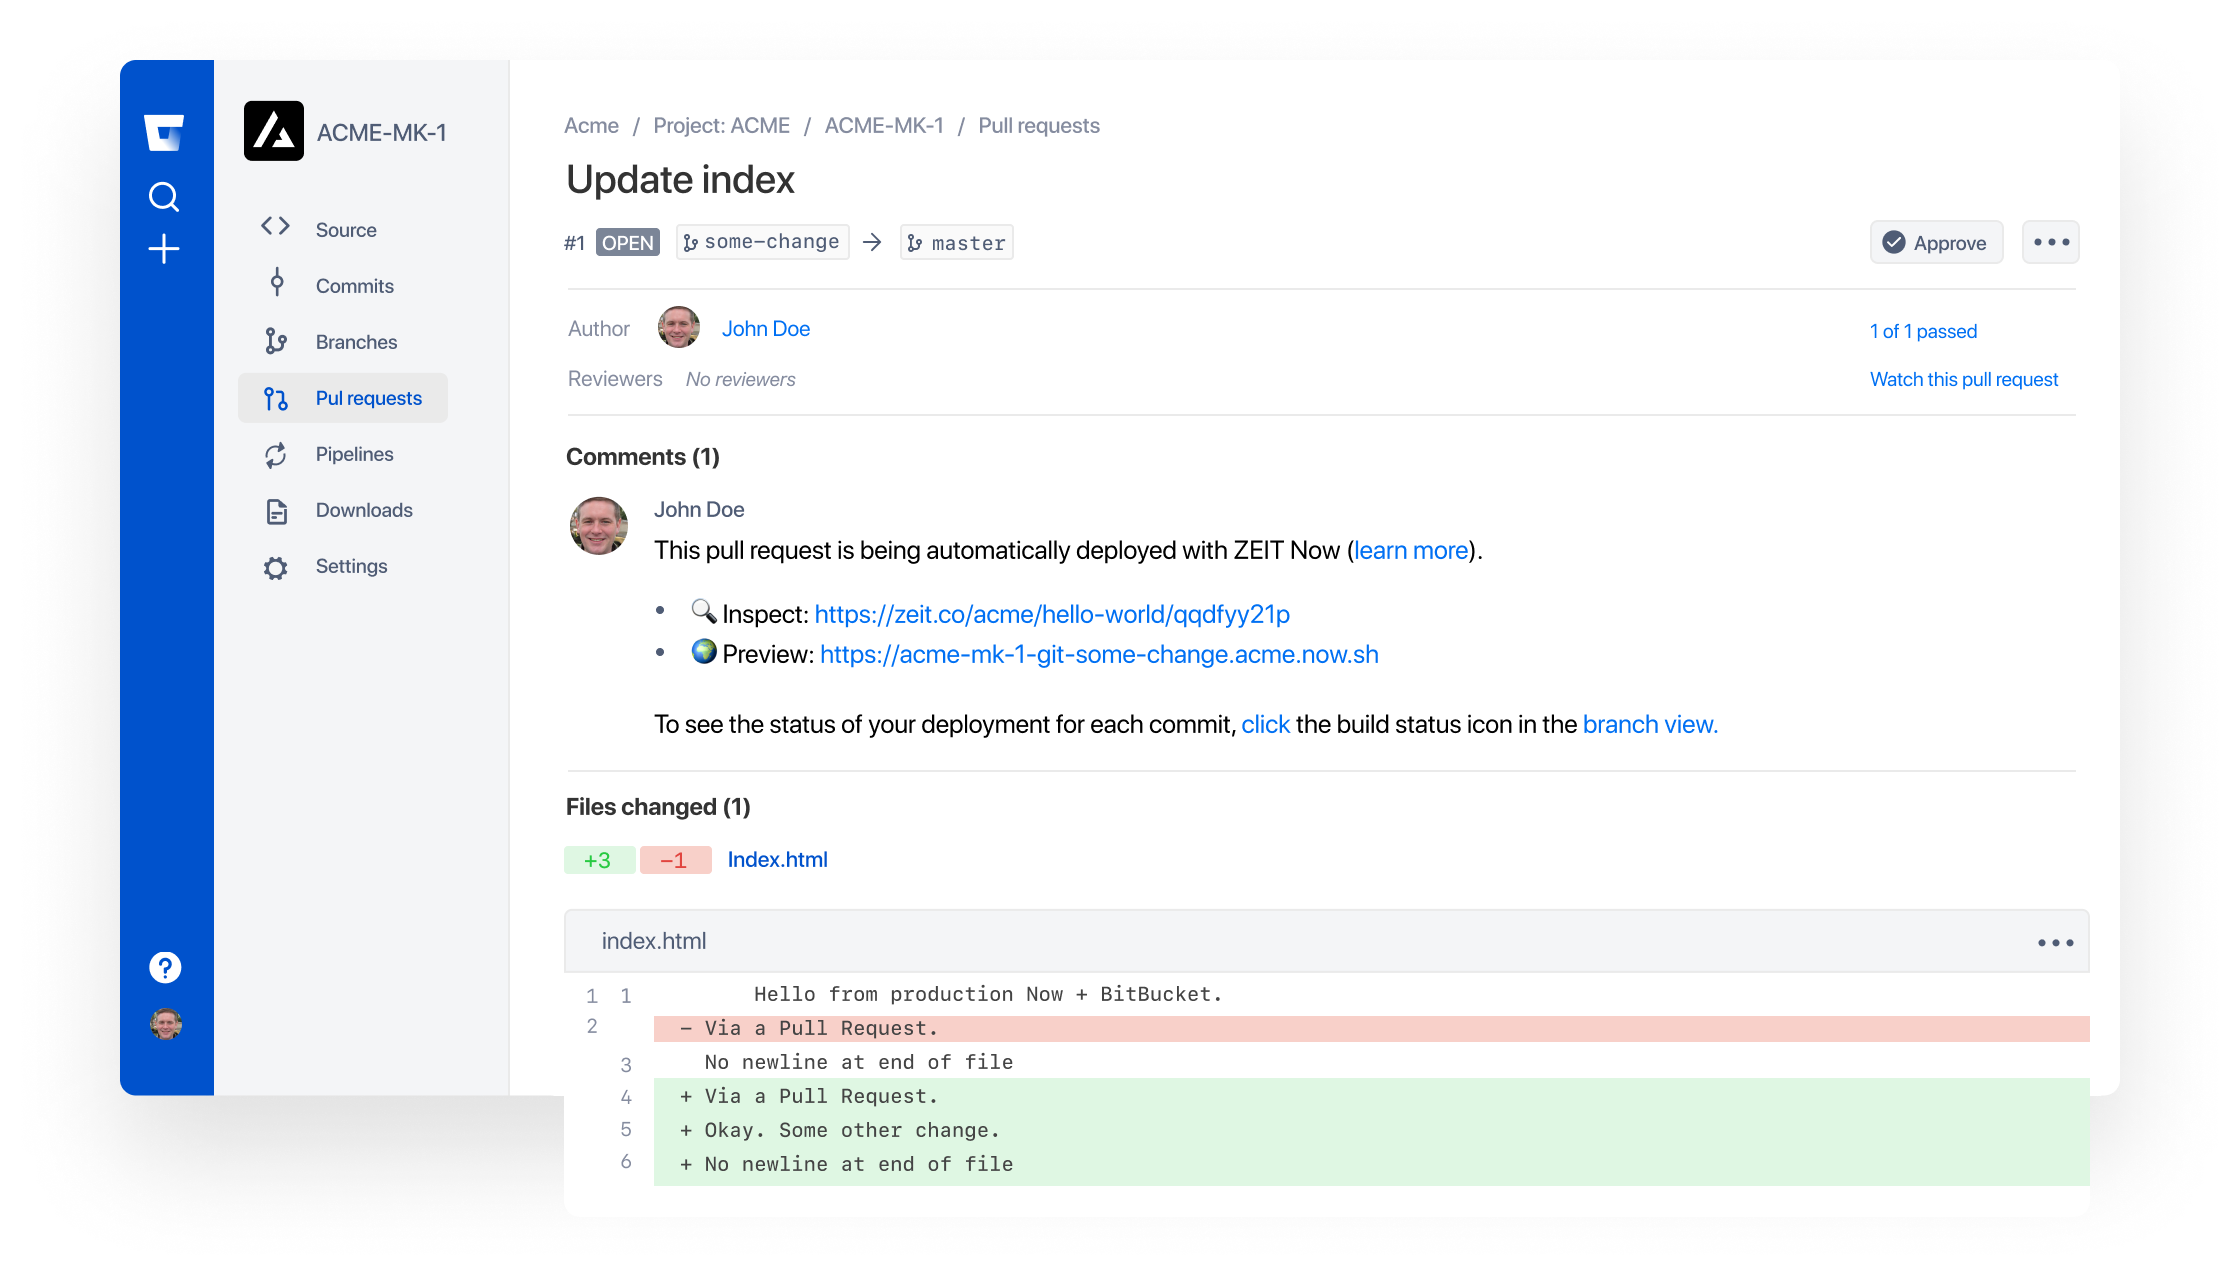 ACME-MK-1
Source
Commits
Branches
Pul requests
Pipelines
Downloads
Settings
Acme / Project: ACME / ACME-MK-1 / Pull requests
Update index
#1 OPEN some-change → master
Approve
Author John Doe
1 of 1 passed
Reviewers No reviewers
Watch this pull request
Comments (1)
John Doe
This pull request is being automatically deployed with ZEIT Now (learn more).
• Inspect: https://zeit.co/acme/hello-world/qqdfyy21p
• Preview: https://acme-mk-1-git-some-change.acme.now.sh
To see the status of your deployment for each commit, click the build status icon in the branch view.
Files changed (1)
+3 −1 Index.html
index.html
1 1 Hello from production Now + BitBucket.
2 − Via a Pull Request.
3 No newline at end of file
4 + Via a Pull Request.
5 + Okay. Some other change.
6 + No newline at end of file